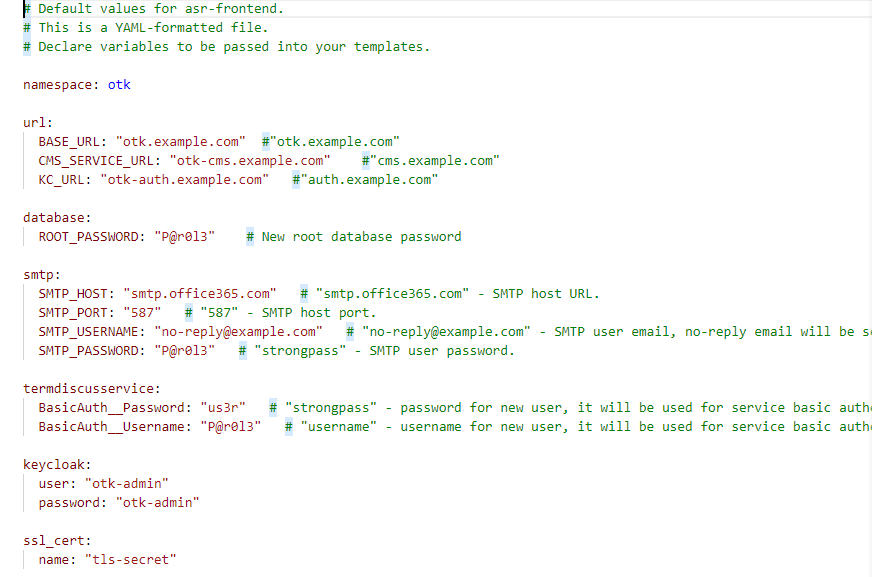 # Default values for asr-frontend.
# This is a YAML-formatted file.
# Declare variables to be passed into your templates.
namespace: otk
url:
BASE_URL: "otk.example.com" #"otk.example.com"
CMS_SERVICE_URL: "otk-cms.example.com" #"cms.example.com"
KC_URL: "otk-auth.example.com" #"auth.example.com"
database:
ROOT_PASSWORD: "P@r0l3" # New root database password
smtp:
SMTP_HOST: "smtp.office365.com" # "smtp.office365.com" - SMTP host URL.
SMTP_PORT: "587" # "587" - SMTP host port.
SMTP_USERNAME: "no-reply@example.com" # "no-reply@example.com" - SMTP user email, no-reply email will be
SMTP_PASSWORD: "P@r0l3" # "strongpass" - SMTP user password.
termdiscusservice:
BasicAuth__Password: "us3r" # "strongpass" - password for new user, it will be used for service basic
BasicAuth__Username: "P@r0l3" # "username" - username for new user, it will be used for service basic
keycloak:
user: "otk-admin"
password: "otk-admin"
ssl_cert:
name: "tls-secret"